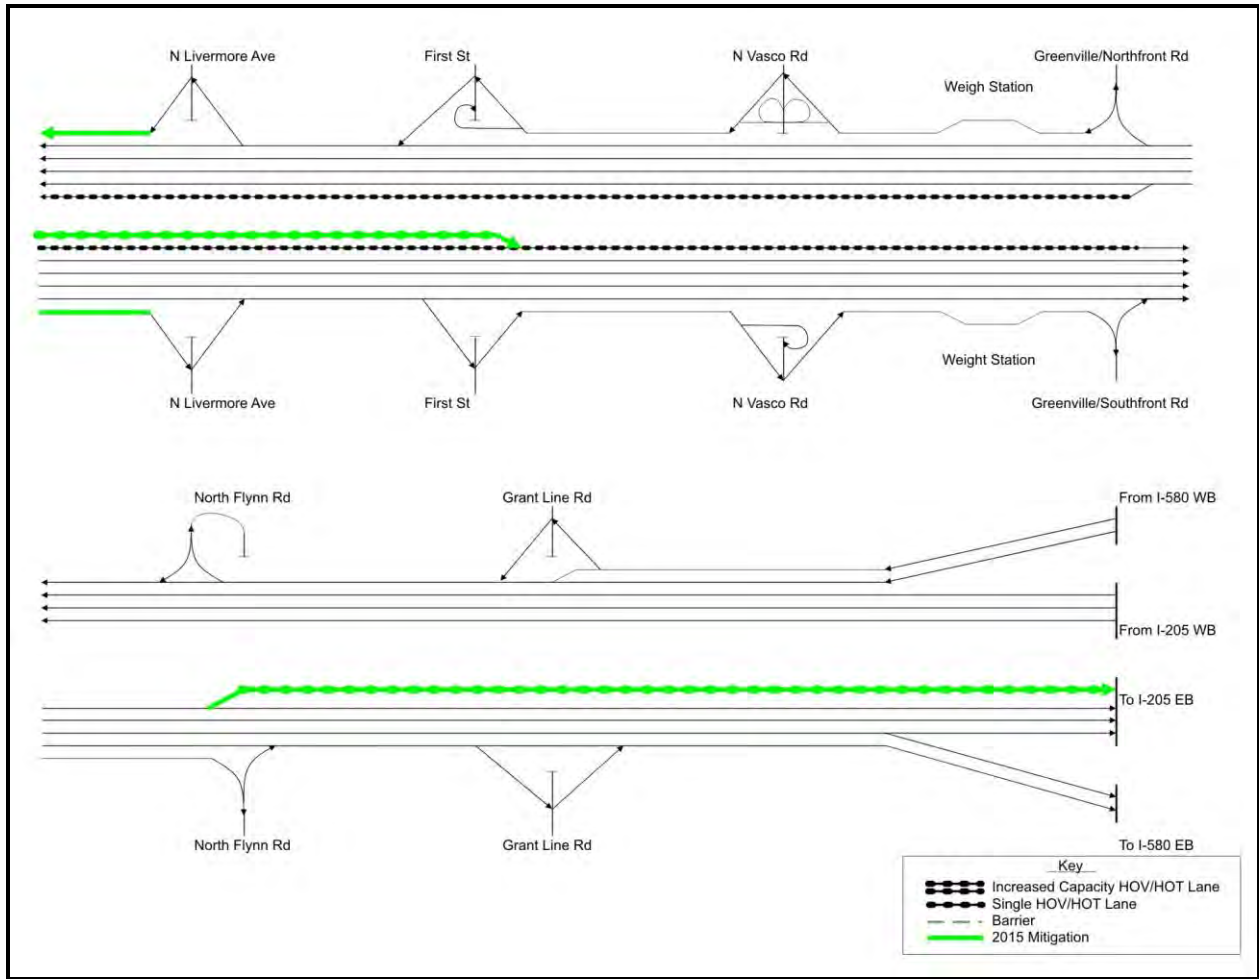 N Livermore Ave
First St
N Vasco Rd
Weigh Station
Greenville/Northfront Rd
N Livermore Ave
First St
N Vasco Rd
Weight Station
Greenville/Southfront Rd
North Flynn Rd
Grant Line Rd
From I-580 WB
From I-205 WB
To I-205 EB
North Flynn Rd
Grant Line Rd
To I-580 EB
Key
Increased Capacity HOV/HOT Lane
Single HOV/HOT Lane
Barrier
2015 Mitigation